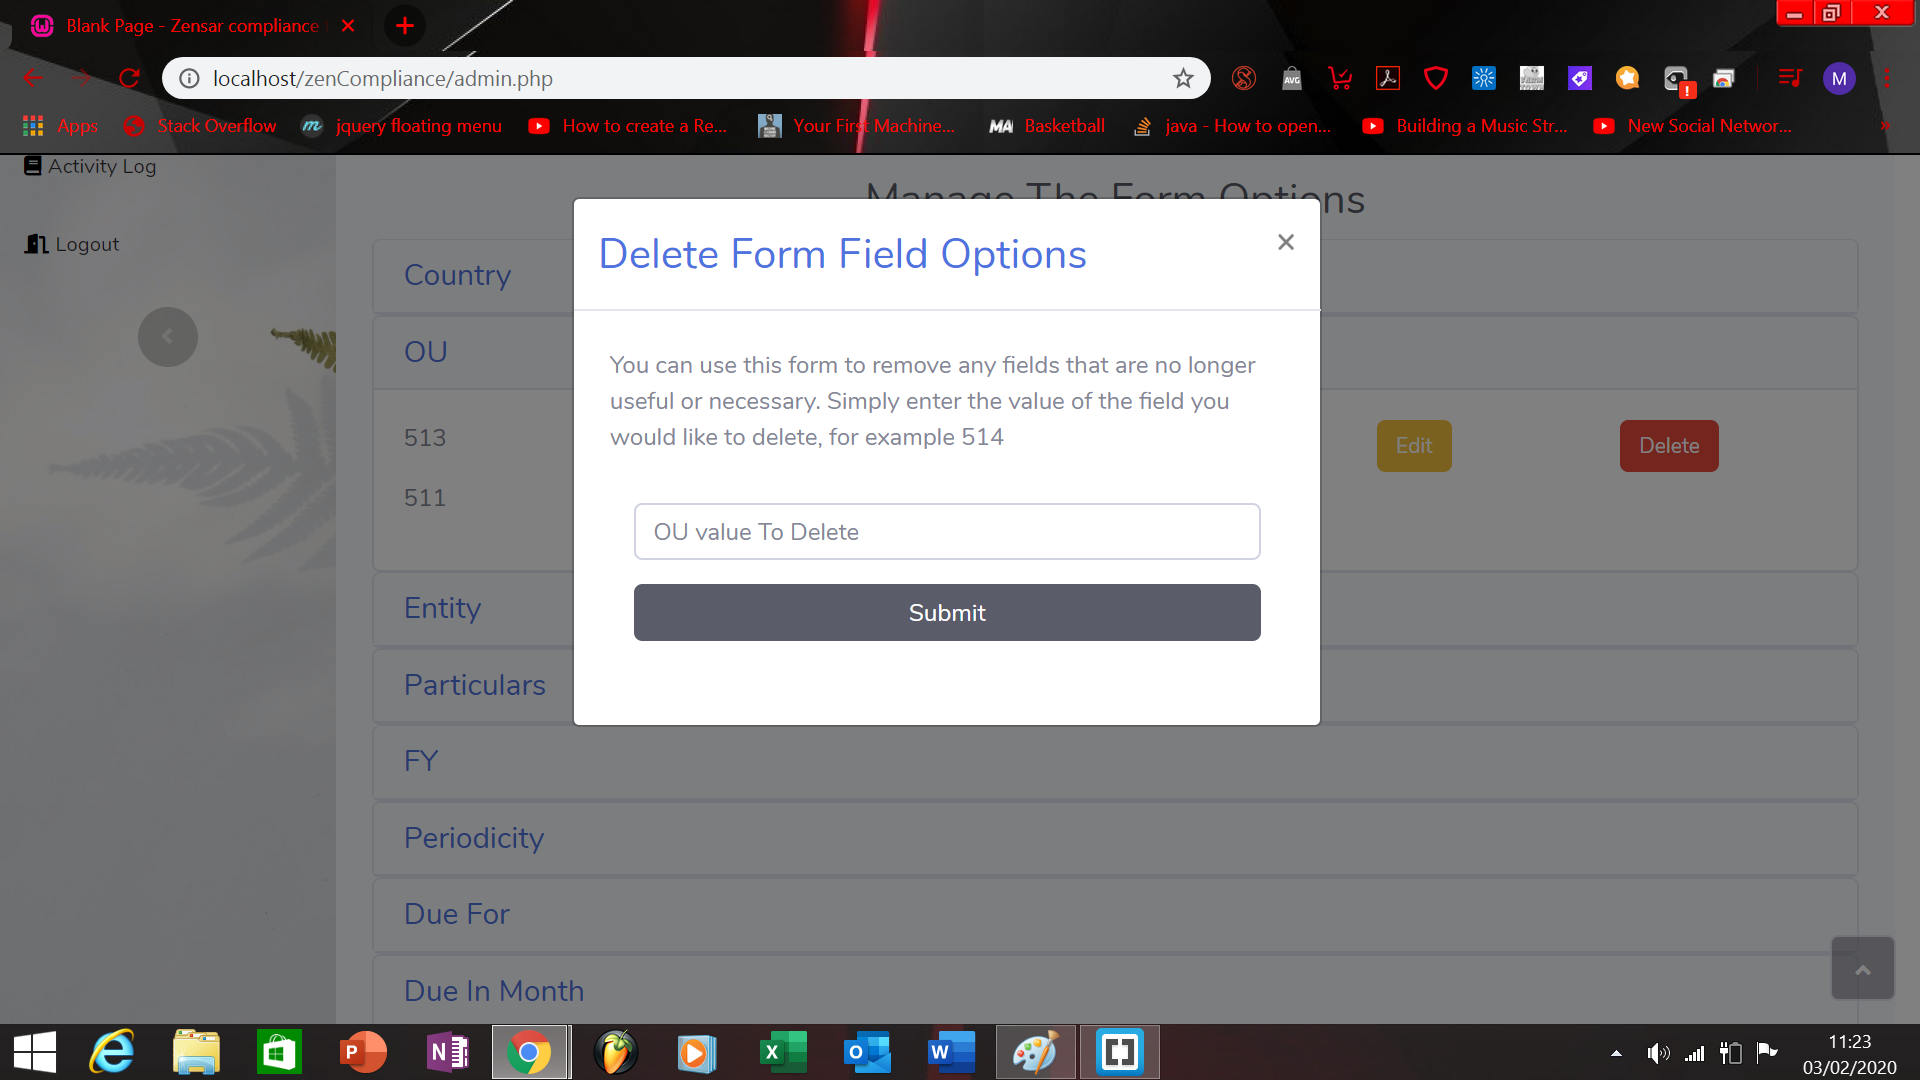 Blank Page - Zensar compliance
localhost/zenCompliance/admin.php
M
Apps
Stack Overflow
jquery floating menu
How to create a Re...
Your First Machine...
MA Basketball
java - How to open...
Building a Music Str...
New Social Networ...
Activity Log
Logout
Manage The Form Options
Country
OU
513
511
Edit
Delete
Entity
Particulars
FY
Periodicity
Due For
Due In Month
Delete Form Field Options
×
You can use this form to remove any fields that are no longer
useful or necessary. Simply enter the value of the field you
would like to delete, for example 514
OU value To Delete
Submit
11:23
03/02/2020